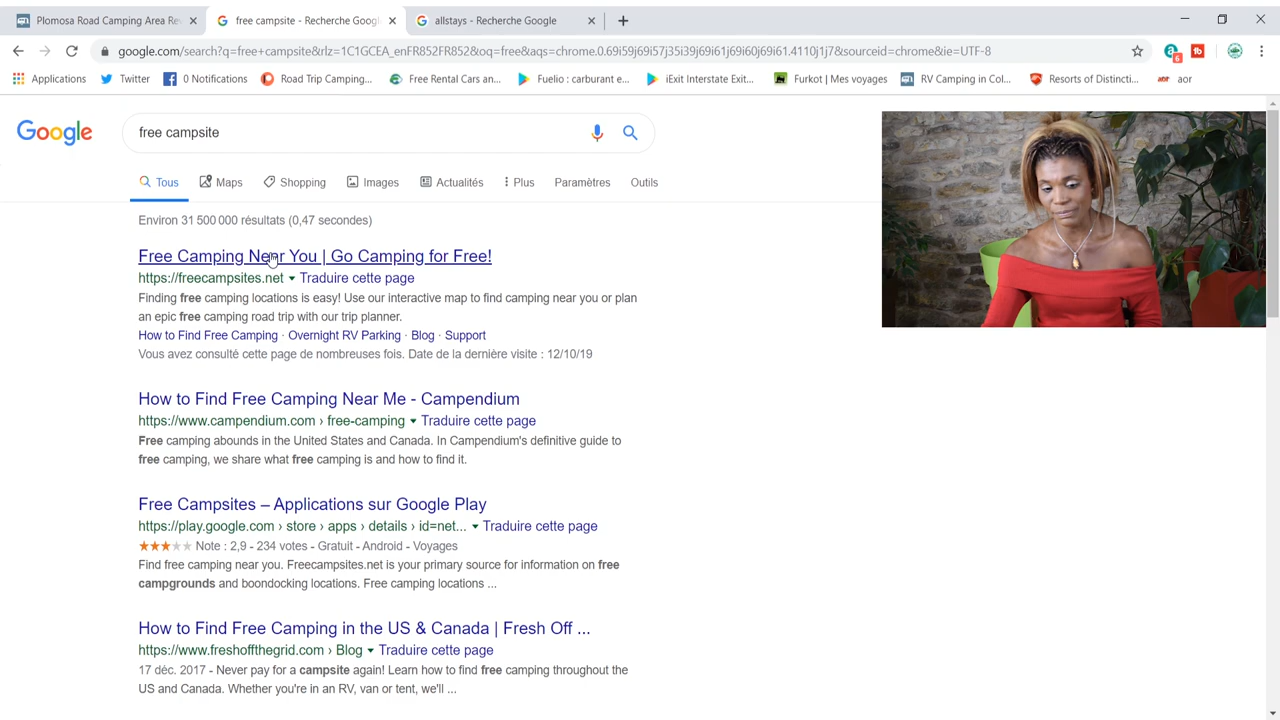 Plomosa Road Camping Area Re
free campsite - Recherche Googl
allstays - Recherche Google
google.com/search?q=free+campsite&rlz=1C1GCEA_enFR852FR852&oq=free&aqs=chrome.0.69i59j69i57j35i39j69i61j69i60j69i61.4110j1j7&sourceid=chrome&ie=UTF-8
6
Applications Twitter 0 Notifications Road Trip Camping... Free Rental Cars an... Fuelio : carburant e... iExit Interstate Exit... Furkot | Mes voyages RV Camping in Col... Resorts of Distincti... aor
Google free campsite
Tous Maps Shopping Images Actualités Plus Paramètres Outils
Environ 31 500 000 résultats (0,47 secondes)
Free Camping Near You | Go Camping for Free!
https://freecampsites.net Traduire cette page
Finding free camping locations is easy! Use our interactive map to find camping near you or plan
an epic free camping road trip with our trip planner.
How to Find Free Camping · Overnight RV Parking · Blog · Support
Vous avez consulté cette page de nombreuses fois. Date de la dernière visite : 12/10/19
How to Find Free Camping Near Me - Campendium
https://www.campendium.com › free-camping Traduire cette page
Free camping abounds in the United States and Canada. In Campendium's definitive guide to
free camping, we share what free camping is and how to find it.
Free Campsites – Applications sur Google Play
https://play.google.com › store › apps › details › id=net... Traduire cette page
Note : 2,9 - 234 votes - Gratuit - Android - Voyages
Find free camping near you. Freecampsites.net is your primary source for information on free
campgrounds and boondocking locations. Free camping locations ...
How to Find Free Camping in the US & Canada | Fresh Off ...
https://www.freshoffthegrid.com › Blog Traduire cette page
17 déc. 2017 - Never pay for a campsite again! Learn how to find free camping throughout the
US and Canada. Whether you're in an RV, van or tent, we'll ...